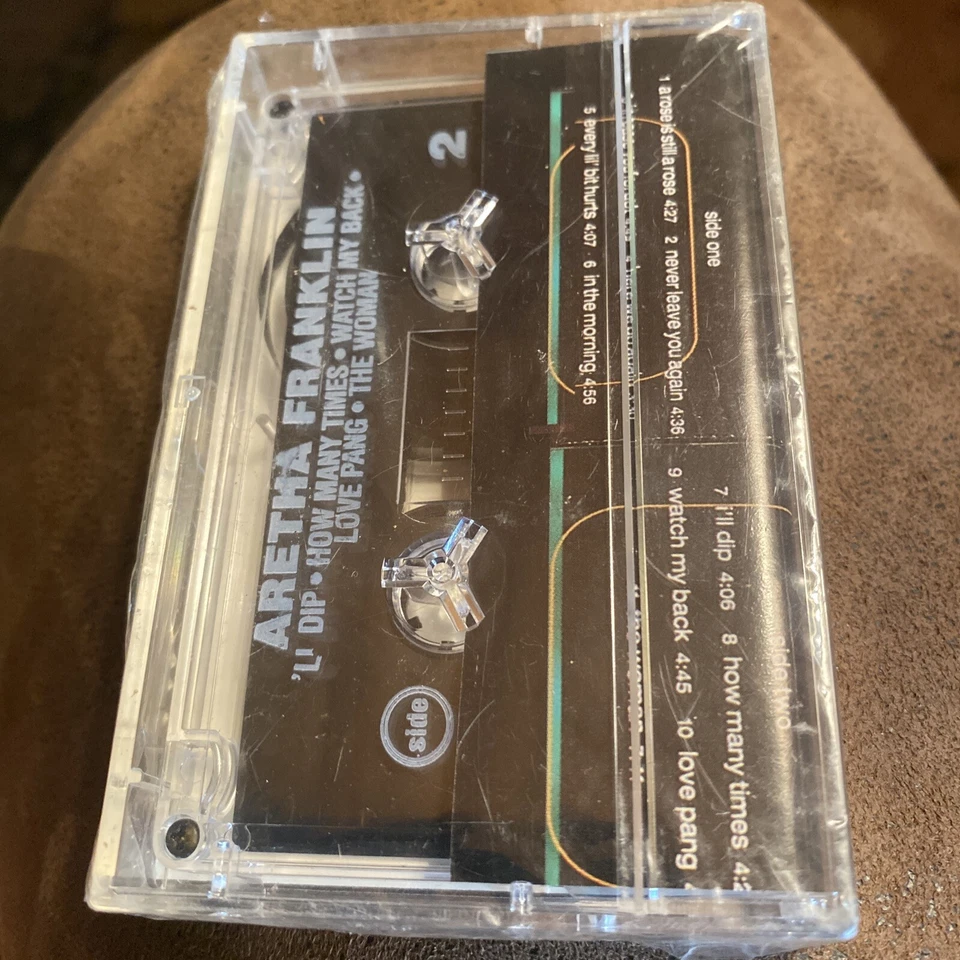 side one
1 a rose is still a rose 4:27 2 never leave you again 4:36
5 every lil' bit hurts 4:07 · 6 in the morning 4:56
side two
7 i'll dip 4:06 8 how many times
9 watch my back 4:45 10 love pang
the woman
2
ARETHA FRANKLIN
'LI DIP • HOW MANY TIMES • WATCH MY BACK •
LOVE PANG • THE WOMAN
side